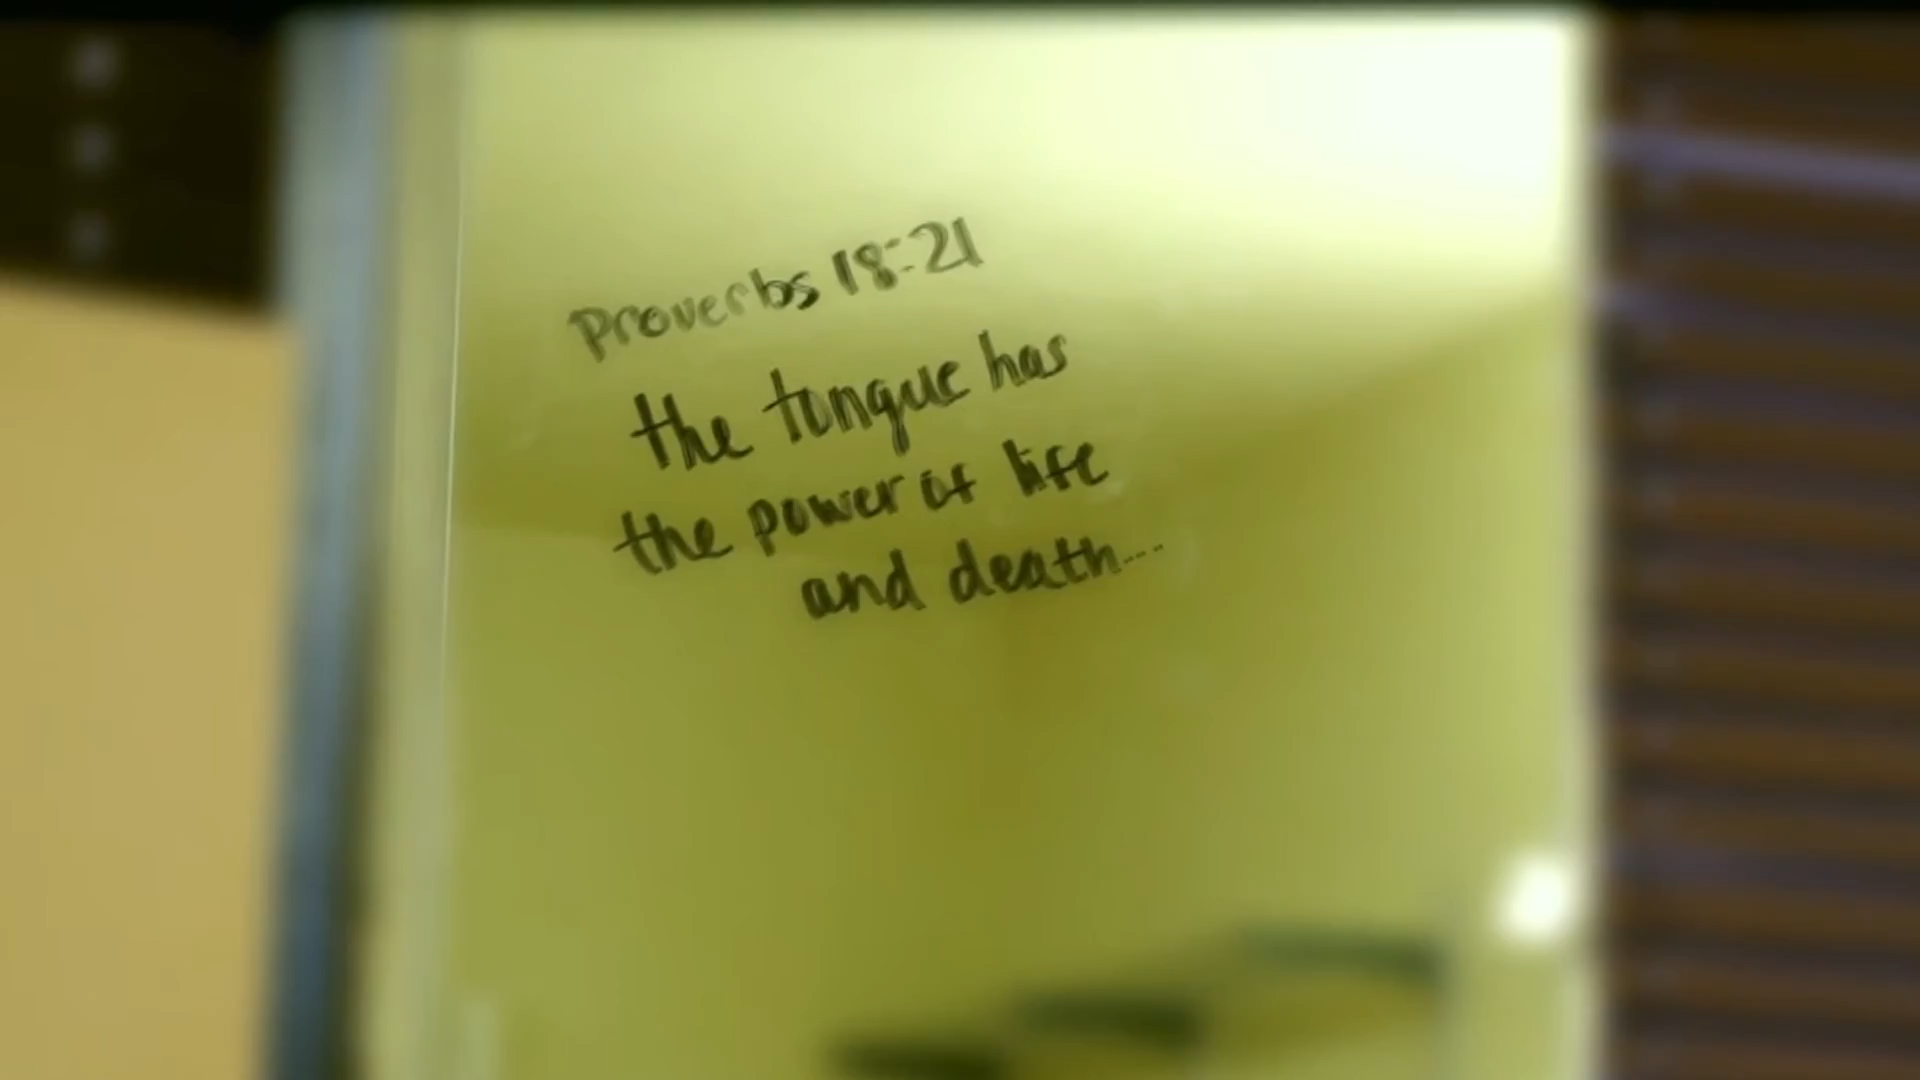 Proverbs 18:21
the tongue has
the power of life
and death...